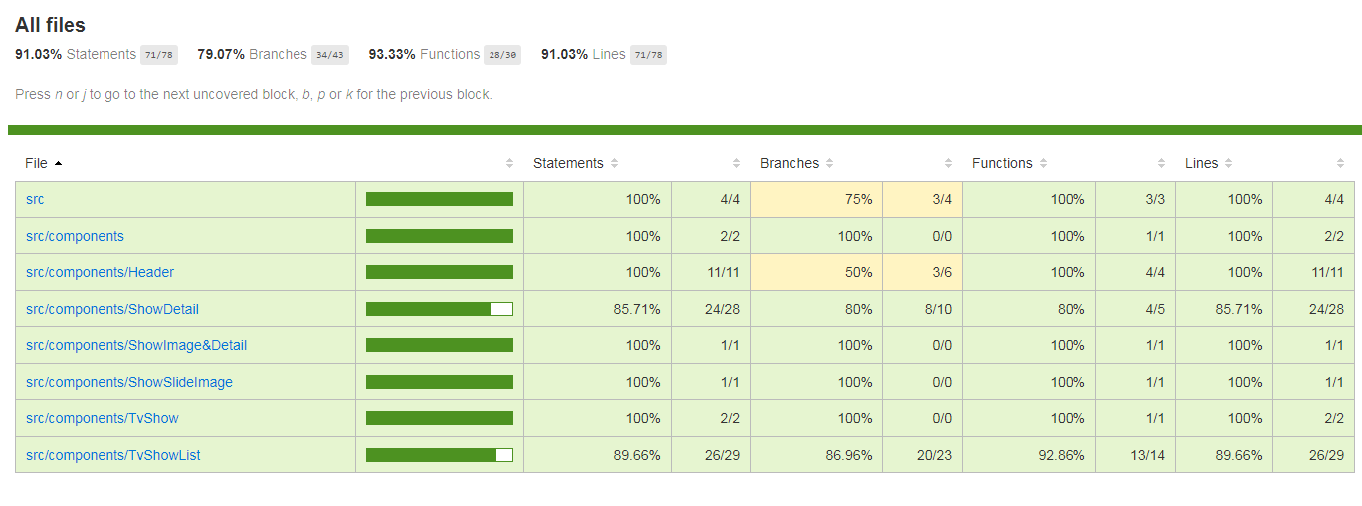 All files
91.03% Statements 71/78 79.07% Branches 34/43 93.33% Functions 28/30 91.03% Lines 71/78
Press n or j to go to the next uncovered block, b, p or k for the previous block.
File Statements Branches Functions Lines
src 100% 4/4 75% 3/4 100% 3/3 100% 4/4
src/components 100% 2/2 100% 0/0 100% 1/1 100% 2/2
src/components/Header 100% 11/11 50% 3/6 100% 4/4 100% 11/11
src/components/ShowDetail 85.71% 24/28 80% 8/10 80% 4/5 85.71% 24/28
src/components/ShowImage&Detail 100% 1/1 100% 0/0 100% 1/1 100% 1/1
src/components/ShowSlideImage 100% 1/1 100% 0/0 100% 1/1 100% 1/1
src/components/TvShow 100% 2/2 100% 0/0 100% 1/1 100% 2/2
src/components/TvShowList 89.66% 26/29 86.96% 20/23 92.86% 13/14 89.66% 26/29